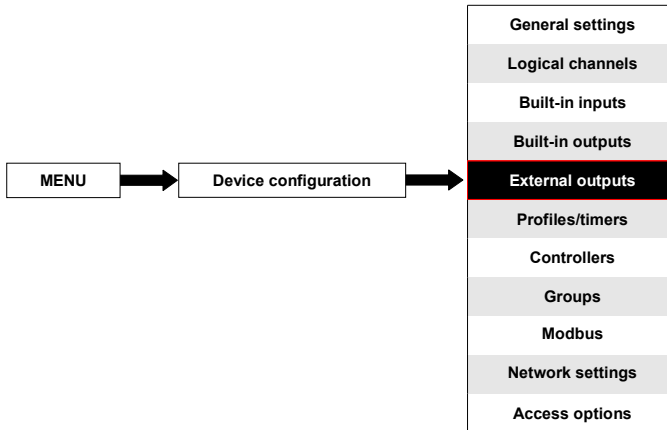 General settings
Logical channels
Built-in inputs
Built-in outputs
MENU
Device configuration
External outputs
Profiles/timers
Controllers
Groups
Modbus
Network settings
Access options